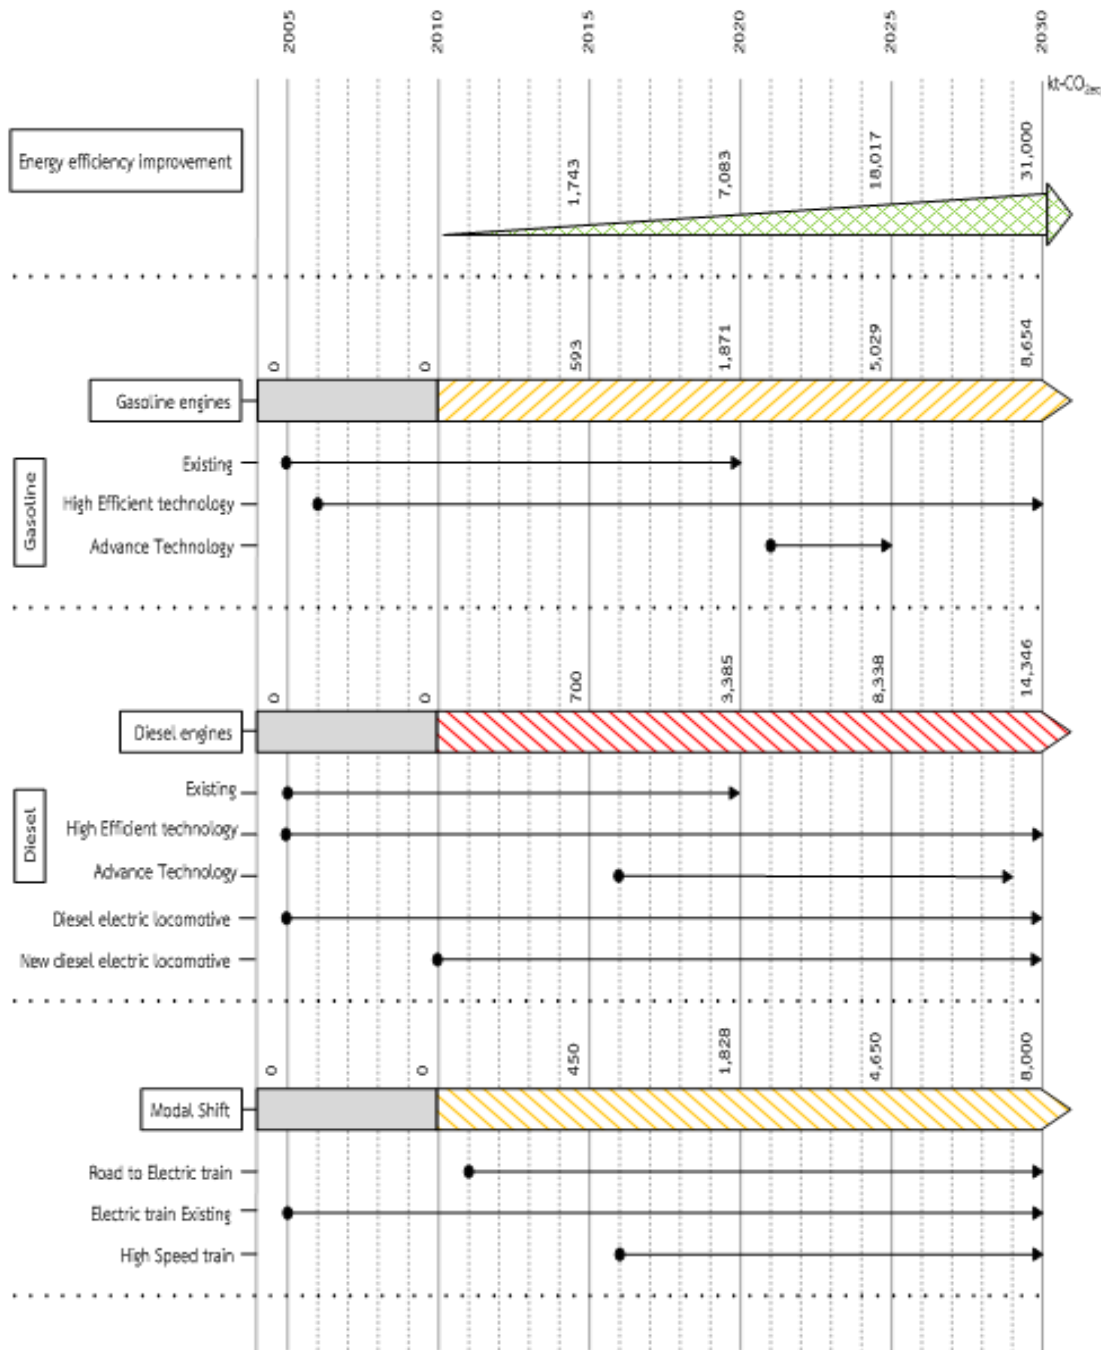 2005
2010
2015
2020
2025
2030
kt-CO2eq
Energy efficiency improvement
1,743
7,083
18,017
31,000
0
0
593
1,871
5,029
8,654
Gasoline engines
Gasoline
Existing
High Efficient technology
Advance Technology
0
0
700
3,385
8,338
14,346
Diesel engines
Diesel
Existing
High Efficient technology
Advance Technology
Diesel electric locomotive
New diesel electric locomotive
0
0
450
1,828
4,650
8,000
Modal Shift
Road to Electric train
Electric train Existing
High Speed train